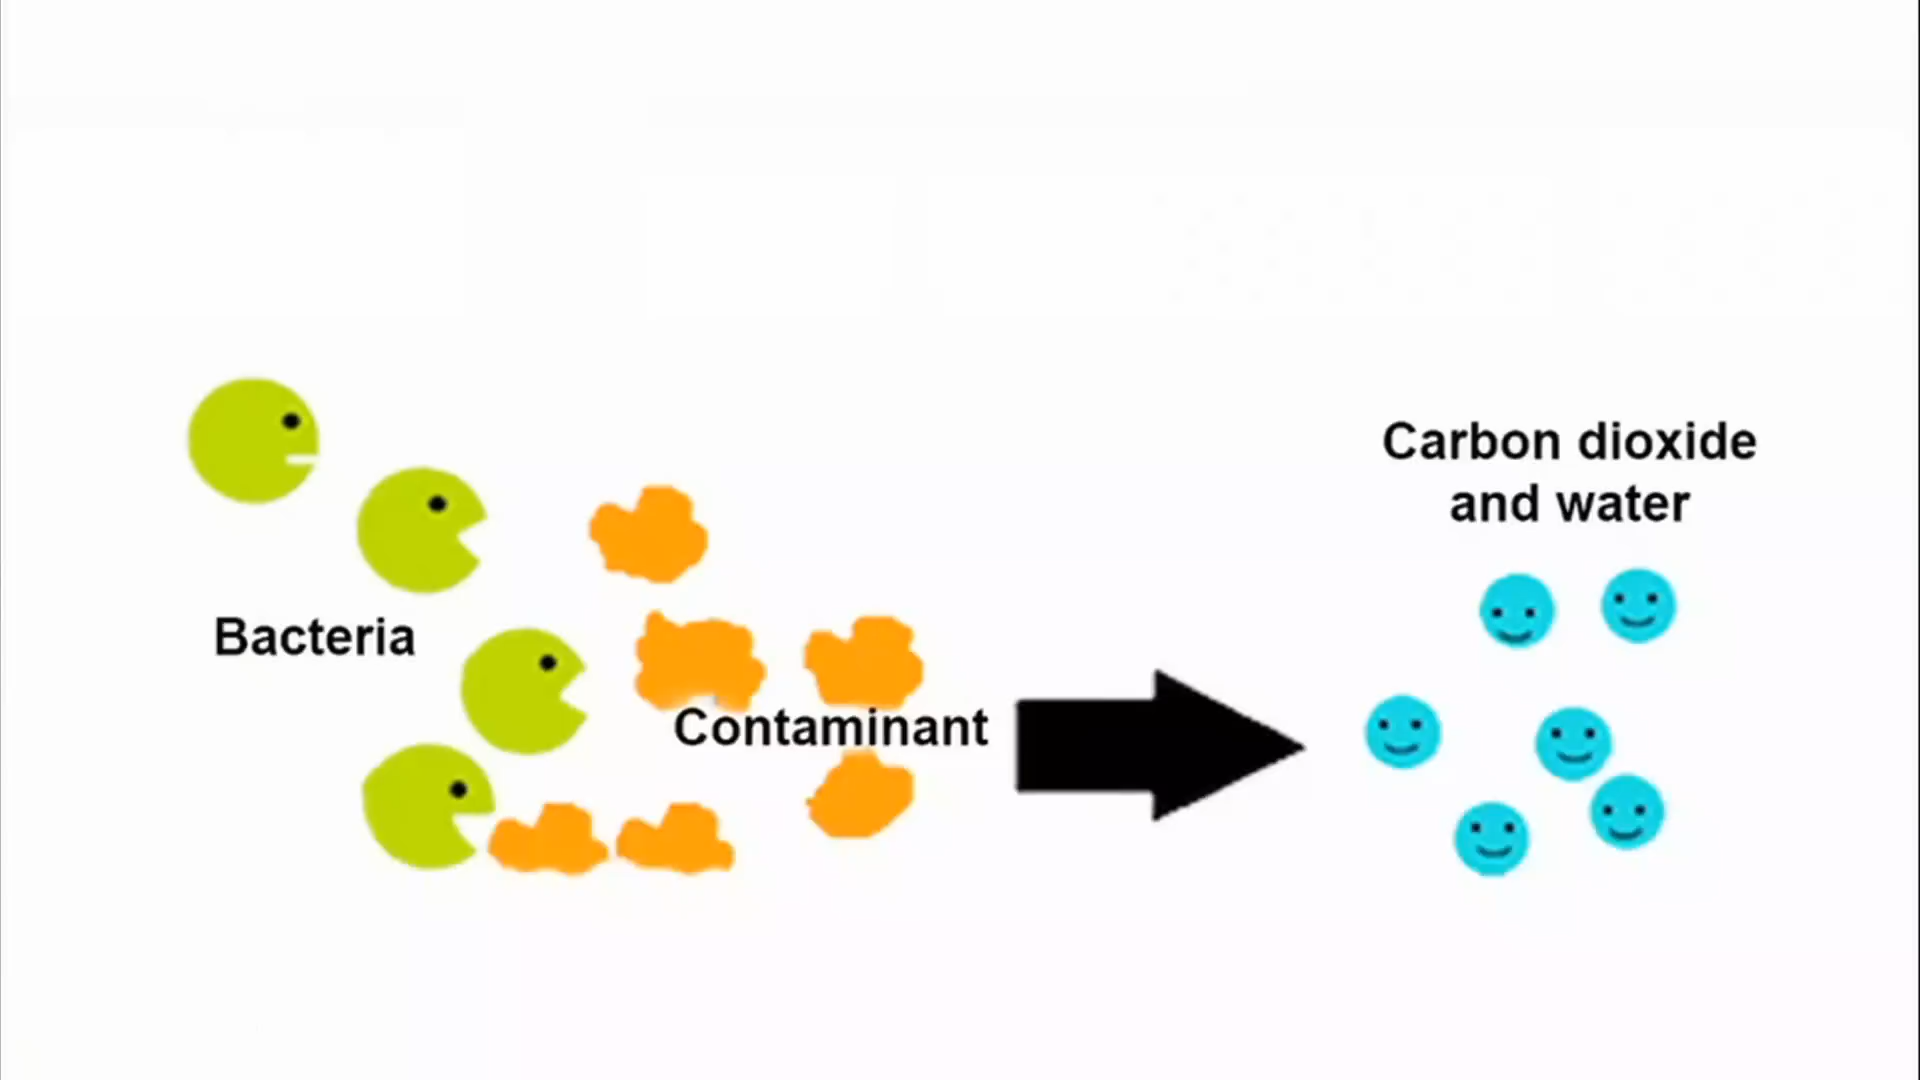 Bacteria
Contaminant
Carbon dioxide
and water